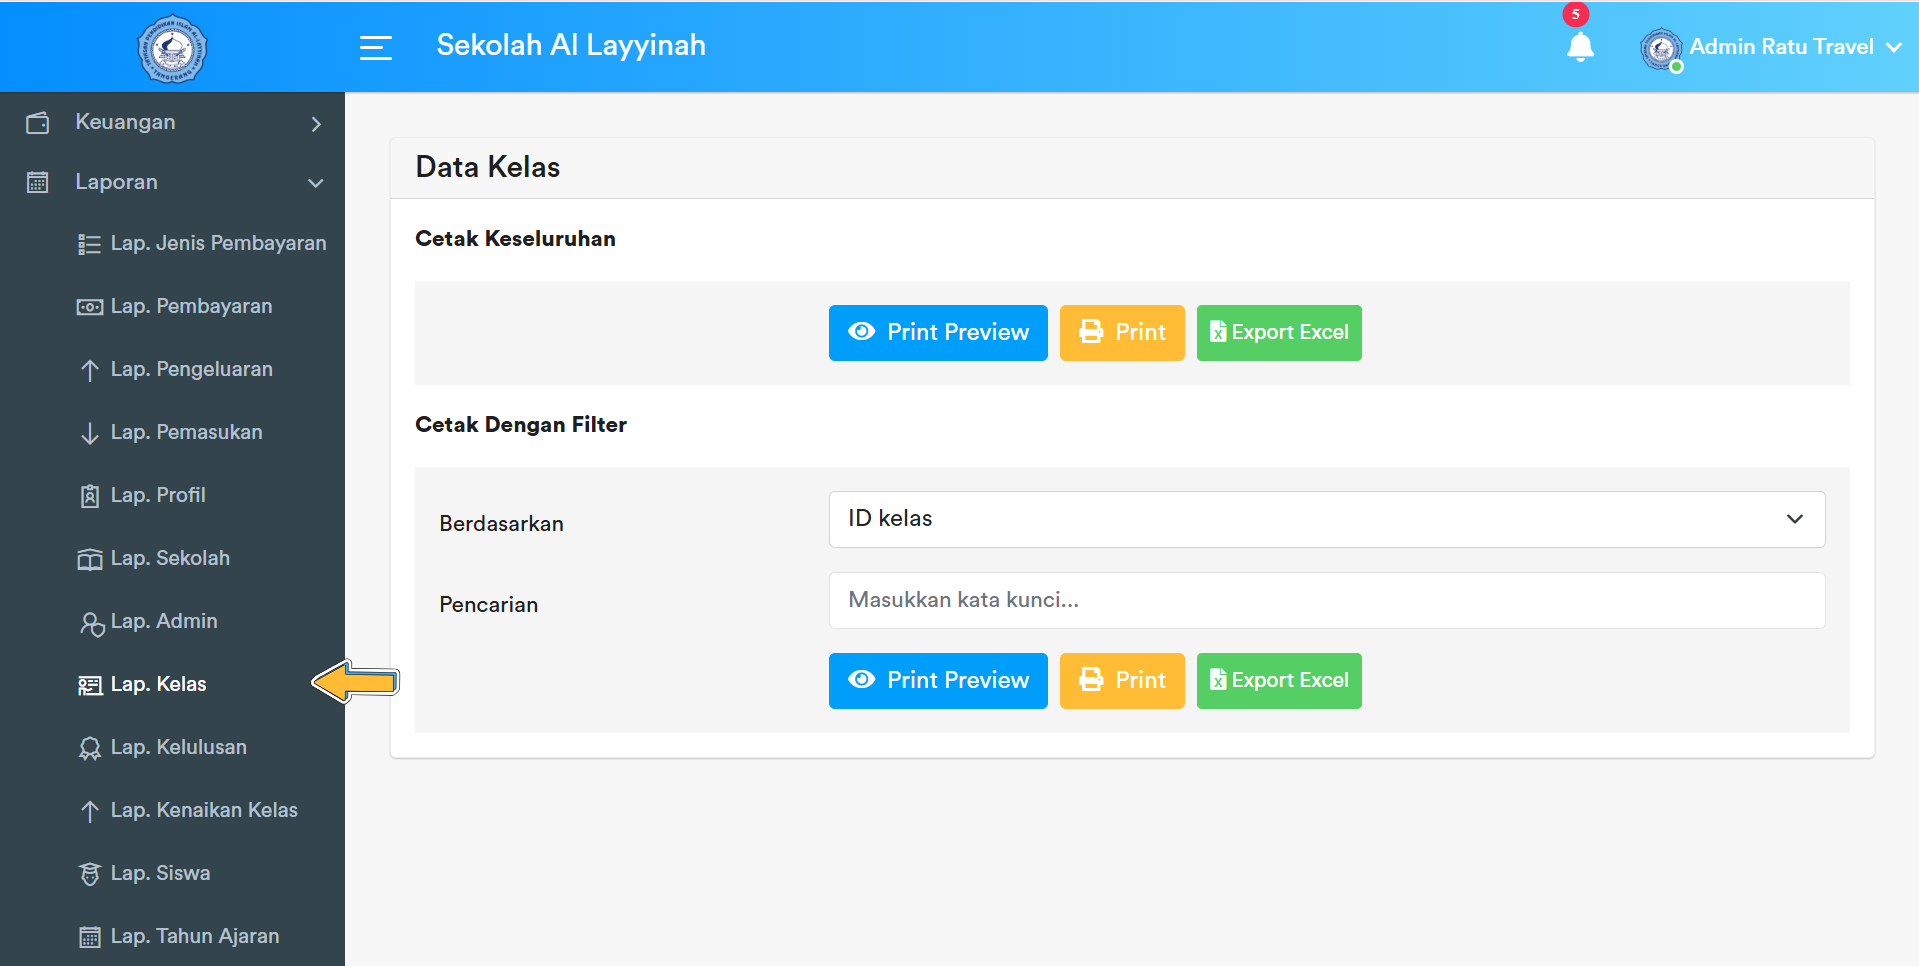 Sekolah Al Layyinah
5
Admin Ratu Travel
Keuangan
Laporan
Lap. Jenis Pembayaran
Lap. Pembayaran
Lap. Pengeluaran
Lap. Pemasukan
Lap. Profil
Lap. Sekolah
Lap. Admin
Lap. Kelas
Lap. Kelulusan
Lap. Kenaikan Kelas
Lap. Siswa
Lap. Tahun Ajaran
Data Kelas
Cetak Keseluruhan
Print Preview Print Export Excel
Cetak Dengan Filter
Berdasarkan ID kelas
Pencarian Masukkan kata kunci...
Print Preview Print Export Excel